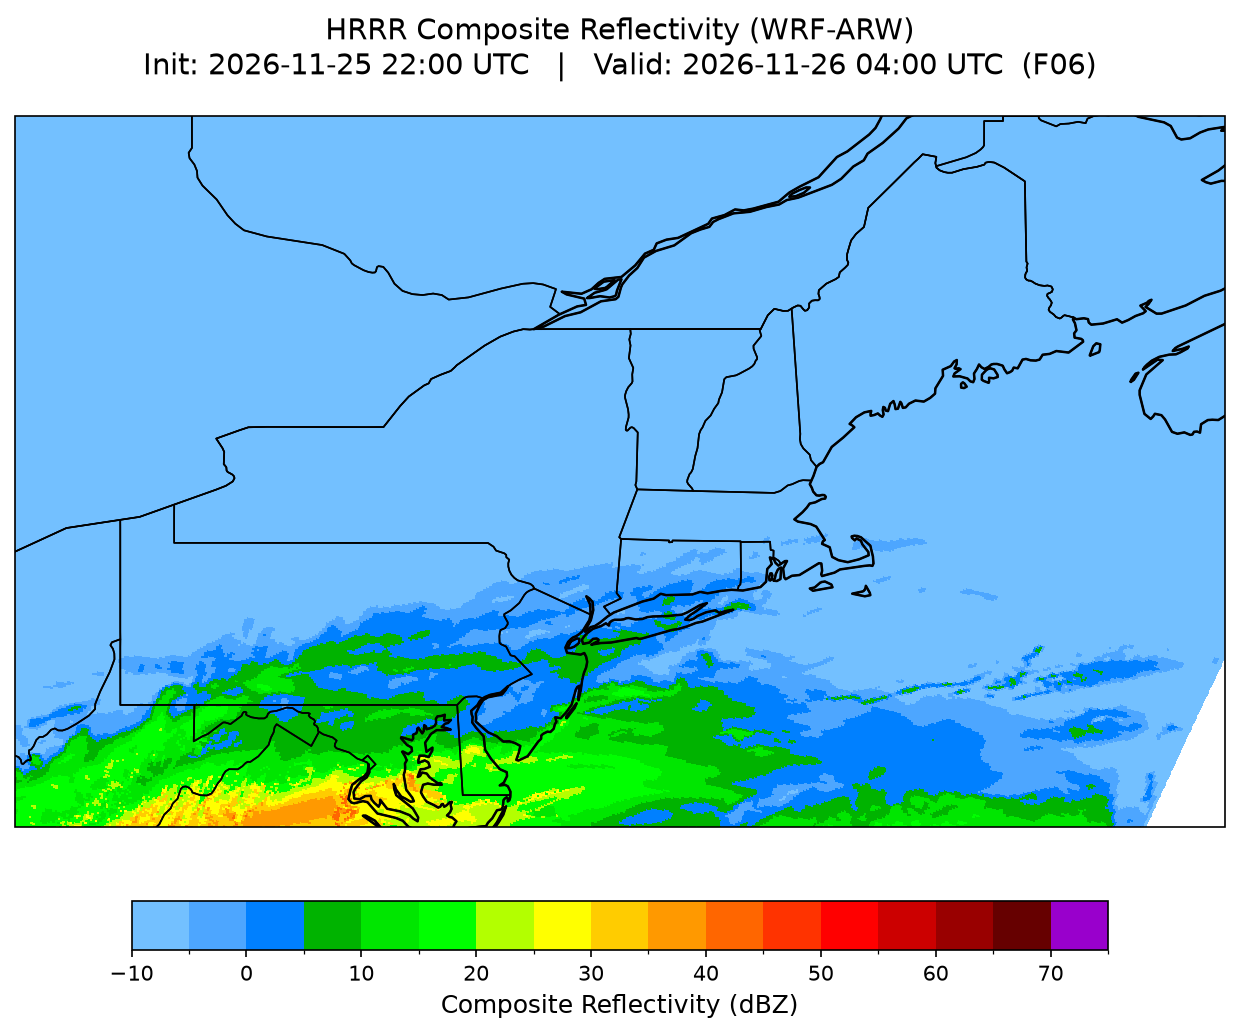 HRRR Composite Reflectivity (WRF-ARW)
Init: 2026-11-25 22:00 UTC | Valid: 2026-11-26 04:00 UTC (F06)
−10 0 10 20 30 40 50 60 70
Composite Reflectivity (dBZ)